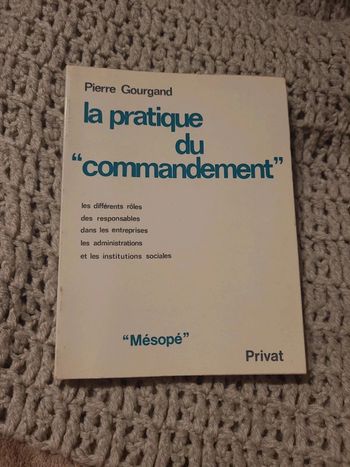 Pierre Gourgand
la pratique
du
“commandement”
les différents rôles
des responsables
dans les entreprises
les administrations
et les institutions sociales
“Mésopé”
Privat